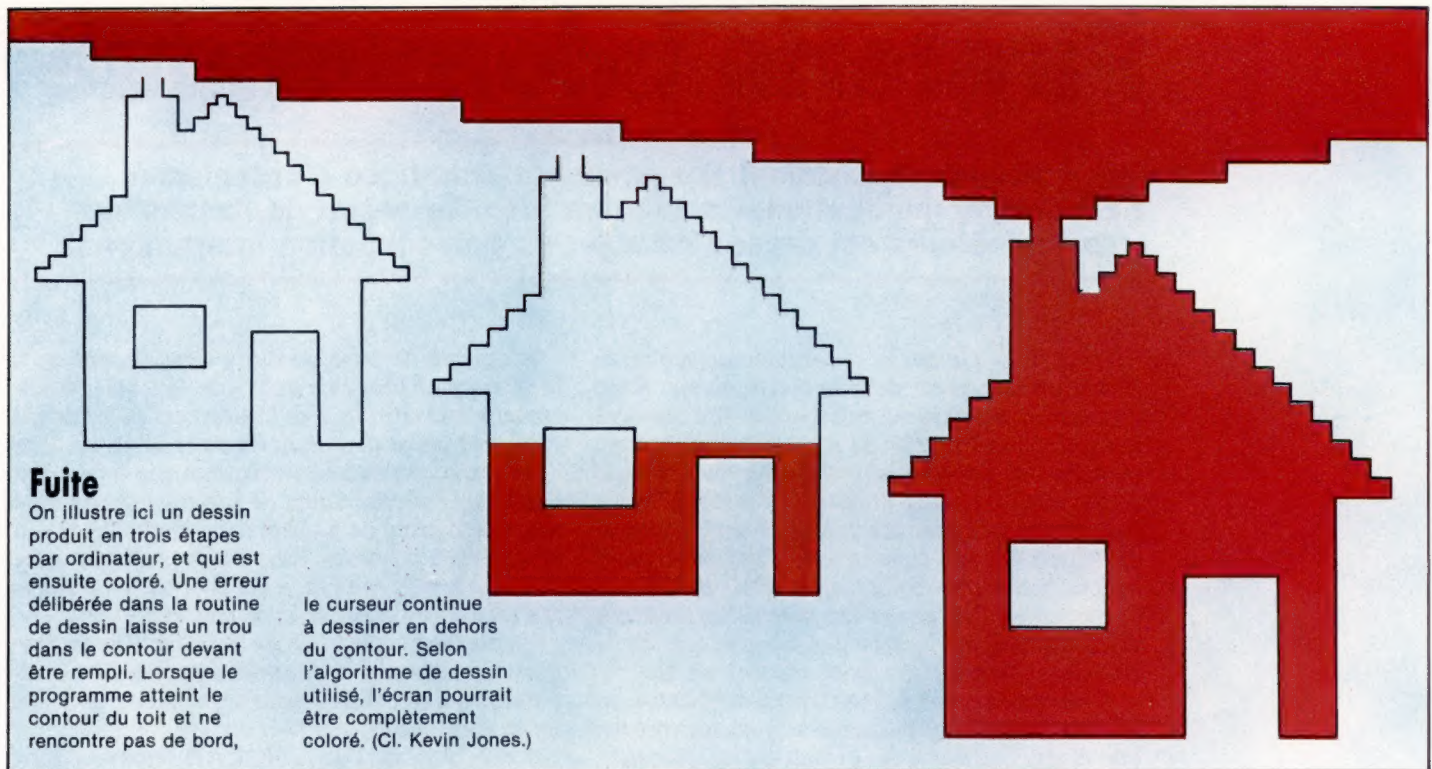 Fuite
On illustre ici un dessin
produit en trois étapes
par ordinateur, et qui est
ensuite coloré. Une erreur
délibérée dans la routine
de dessin laisse un trou
dans le contour devant
être rempli. Lorsque le
programme atteint le
contour du toit et ne
rencontre pas de bord,
le curseur continue
à dessiner en dehors
du contour. Selon
l'algorithme de dessin
utilisé, l'écran pourrait
être complètement
coloré. (Cl. Kevin Jones.)